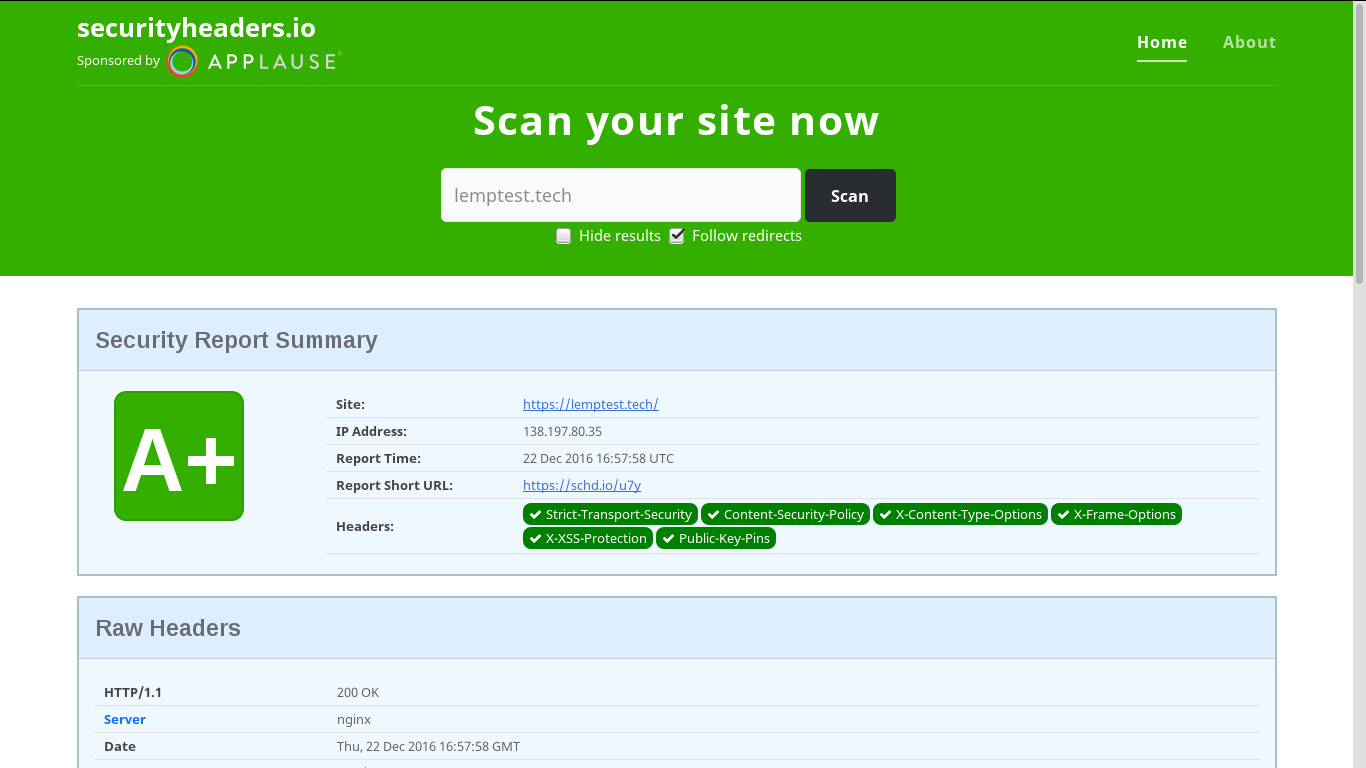 securityheaders.io
Sponsored by APPLAUSE®
Home About
Scan your site now
lemptest.tech Scan
Hide results Follow redirects
Security Report Summary
A+
Site: https://lemptest.tech/
IP Address: 138.197.80.35
Report Time: 22 Dec 2016 16:57:58 UTC
Report Short URL: https://schd.io/u7y
Headers: Strict-Transport-Security Content-Security-Policy X-Content-Type-Options X-Frame-Options
X-XSS-Protection Public-Key-Pins
Raw Headers
HTTP/1.1 200 OK
Server nginx
Date Thu, 22 Dec 2016 16:57:58 GMT